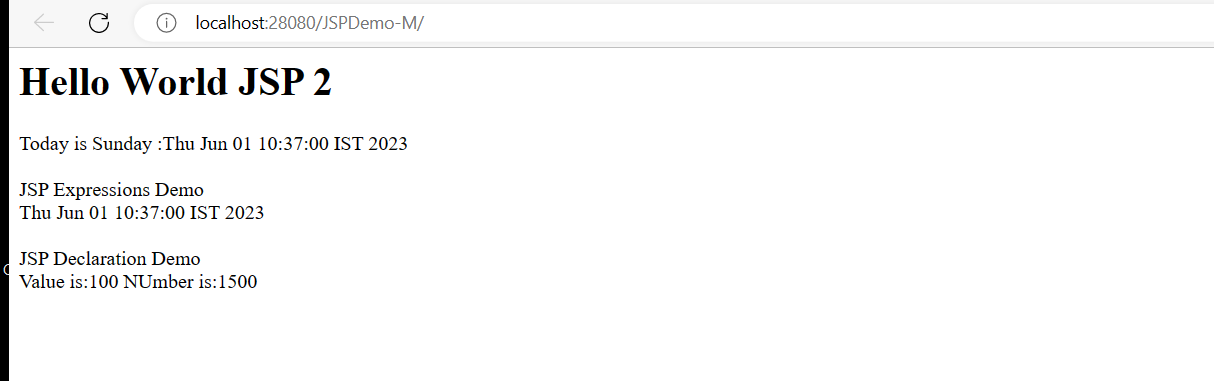 localhost:28080/JSPDemo-M/
Hello World JSP 2
Today is Sunday :Thu Jun 01 10:37:00 IST 2023
JSP Expressions Demo
Thu Jun 01 10:37:00 IST 2023
JSP Declaration Demo
Value is:100 NUmber is:1500